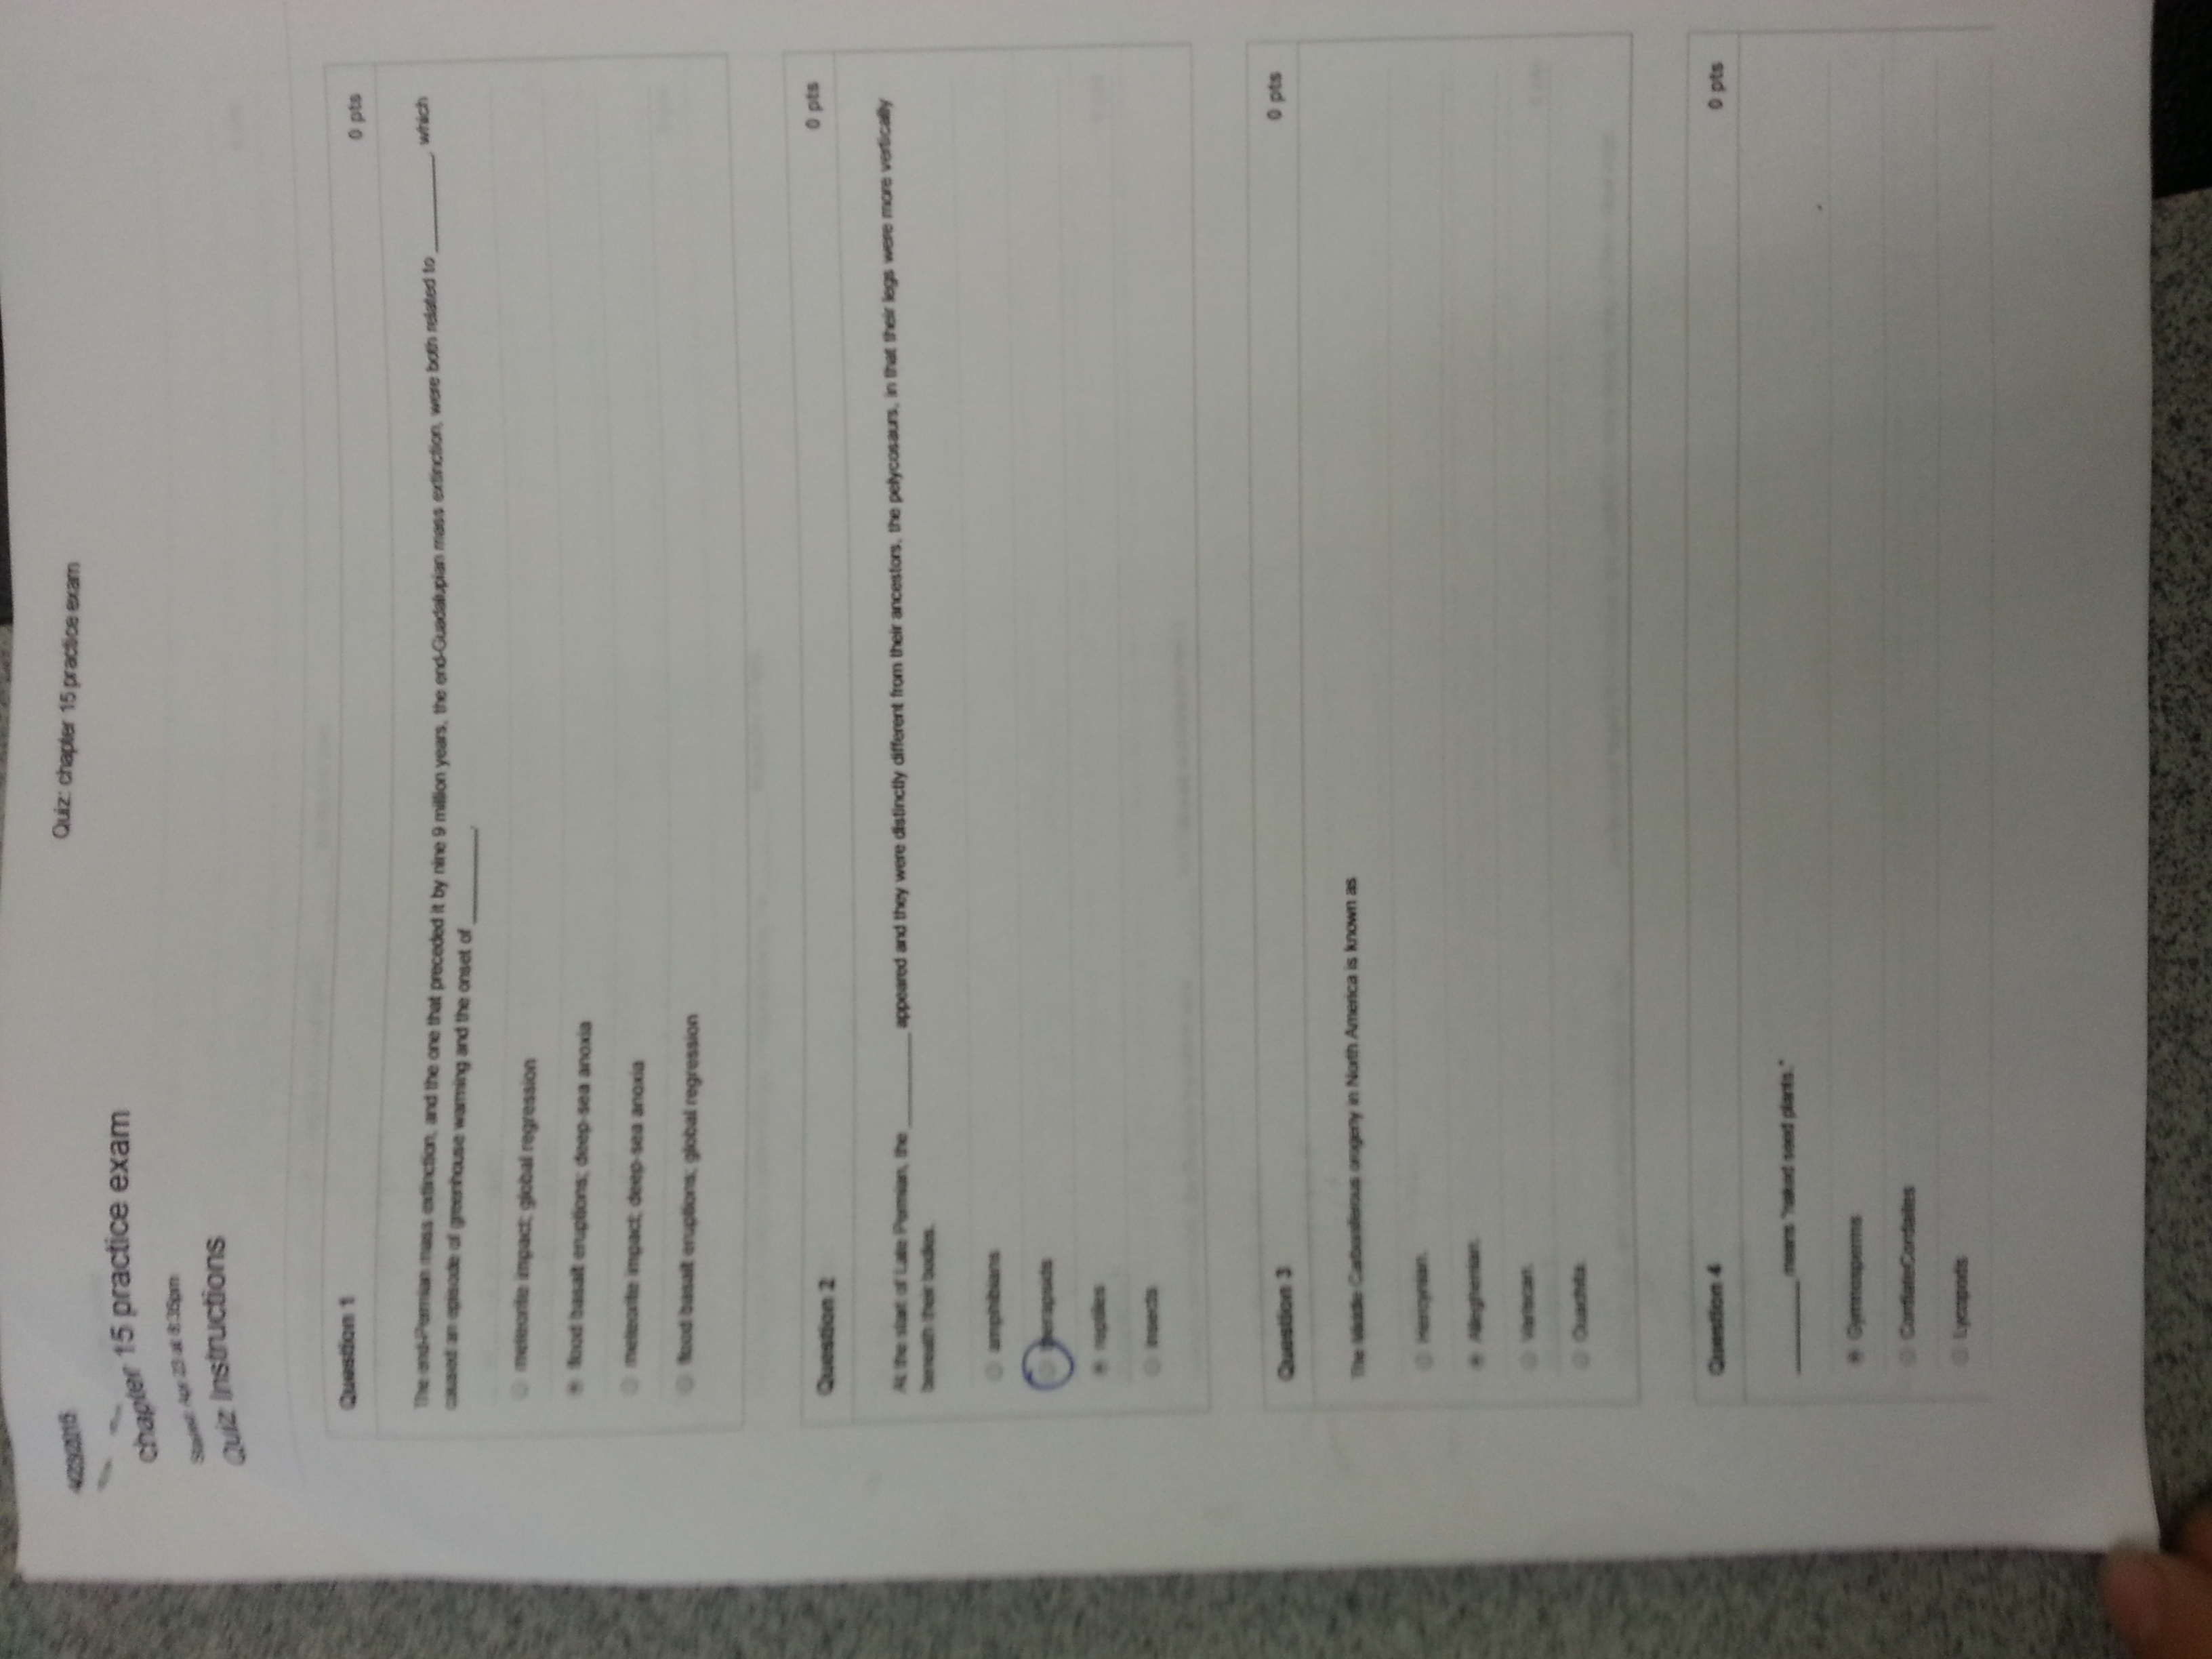 4/23/2015
Quiz: chapter 15 practice exam
chapter 15 practice exam
Started: Apr 23 at 8:35pm
Quiz Instructions
Question 1
0 pts
The end-Permian mass extinction, and the one that preceded it by nine 9 million years, the end-Guadalupian mass extinction, were both related to __________, which
caused an episode of greenhouse warming and the onset of __________.
meteorite impact; global regression
flood basalt eruptions; deep-sea anoxia
meteorite impact; deep-sea anoxia
flood basalt eruptions; global regression
Question 2
0 pts
At the start of Late Permian, the __________ appeared and they were distinctly different from their ancestors, the pelycosaurs, in that their legs were more vertically
beneath their bodies.
amphibians
therapsids
reptiles
insects
Question 3
0 pts
The Middle Carboniferous orogeny in North America is known as
Hercynian.
Alleghenian.
Variscan.
Ouachita.
Question 4
0 pts
__________ means "naked seed plants."
Gymnosperms
CordiateCordaites
Lycopods